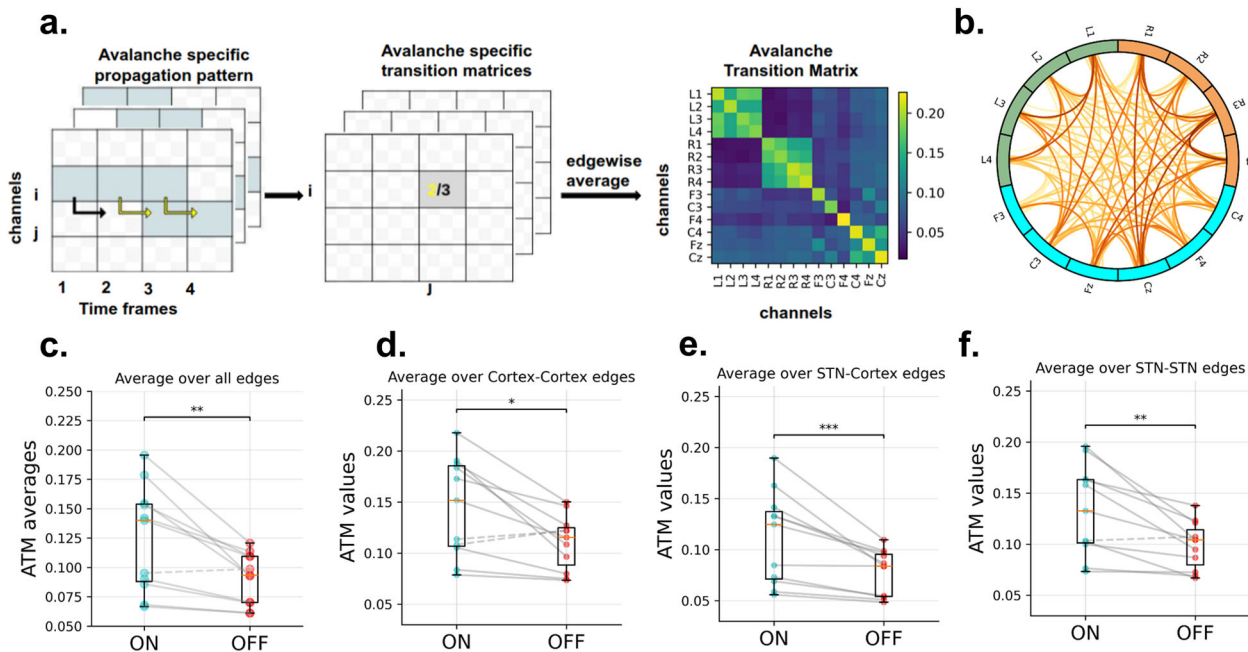 a.
Avalanche specific
propagation pattern
channels
i
j
1 2 3 4
Time frames
Avalanche specific
transition matrices
i
2/3
J
edgewise
average
Avalanche
Transition Matrix
channels
L1
L2
L3
L4
R1
R2
R3
R4
F3
C3
F4
C4
Fz
Cz
L1 L2 L3 L4 R1 R2 R3 R4 F3 C3 F4 C4 Fz Cz
channels
0.20
0.15
0.10
0.05
b.
L1
R1
R2
R3
C4
F4
Cz
Fz
C3
F3
L4
L3
L2
c.
Average over all edges
**
ATM averages
0.250
0.225
0.200
0.175
0.150
0.125
0.100
0.075
0.050
ON OFF
d.
Average over Cortex-Cortex edges
*
ATM values
0.25
0.20
0.15
0.10
0.05
ON OFF
e.
Average over STN-Cortex edges
***
ATM values
0.25
0.20
0.15
0.10
0.05
ON OFF
f.
Average over STN-STN edges
**
ATM values
0.25
0.20
0.15
0.10
0.05
ON OFF